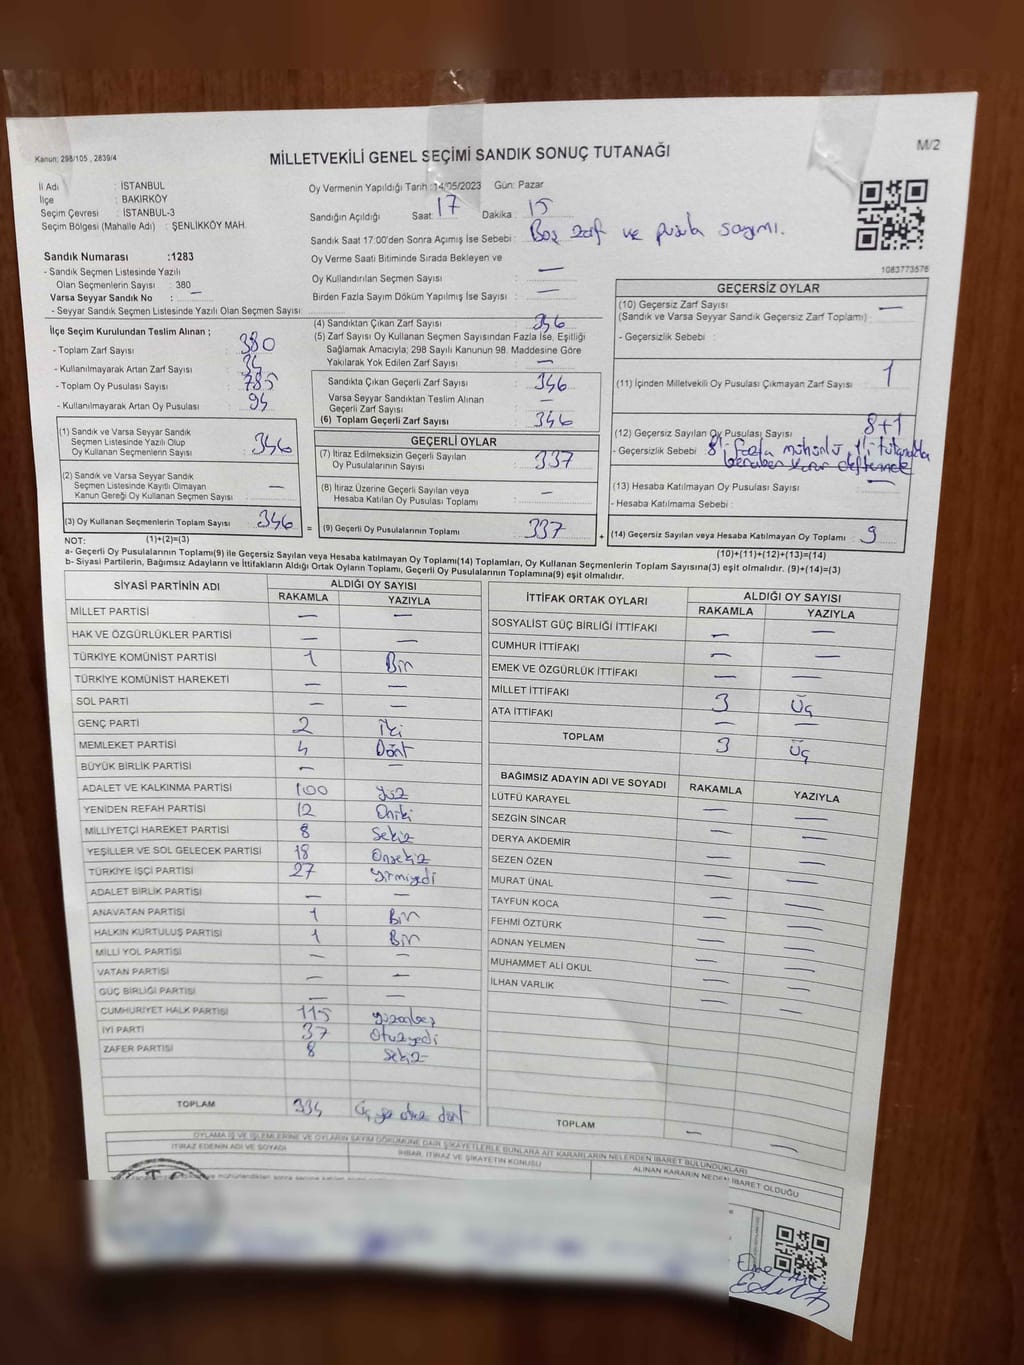 Kanun: 298/105 , 2839/4
MİLLETVEKİLİ GENEL SEÇİMİ SANDIK SONUÇ TUTANAĞI
M/2
İl Adı : İSTANBUL
İlçe : BAKIRKÖY
Seçim Çevresi : İSTANBUL-3
Seçim Bölgesi (Mahalle Adı) : ŞENLİKKÖY MAH.
Oy Vermenin Yapıldığı Tarih :14/05/2023 Gün: Pazar
Sandığın Açıldığı Saat: 17 Dakika : 15
Sandık Saat 17:00'den Sonra Açımış İse Sebebi : Boş zarf ve pusula sayımı.
1083773576
Sandık Numarası :1283
- Sandık Seçmen Listesinde Yazılı
Olan Seçmenlerin Sayısı : 380
Varsa Seyyar Sandık No : —
- Seyyar Sandık Seçmen Listesinde Yazılı Olan Seçmen Sayısı:
Oy Verme Saati Bitiminde Sırada Bekleyen ve
Oy Kullandırılan Seçmen Sayısı : —
Birden Fazla Sayım Döküm Yapılmış İse Sayısı : —
İlçe Seçim Kurulundan Teslim Alınan ;
- Toplam Zarf Sayısı : 380
- Kullanılmayarak Artan Zarf Sayısı : 34
- Toplam Oy Pusulası Sayısı : 785
- Kullanılmayarak Artan Oy Pusulası : 94
(1) Sandık ve Varsa Seyyar Sandık
Seçmen Listesinde Yazılı Olup
Oy Kullanan Seçmenlerin Sayısı : 346
(2) Sandık ve Varsa Seyyar Sandık
Seçmen Listesinde Kayıtlı Olmayan
Kanun Gereği Oy Kullanan Seçmen Sayısı : —
(3) Oy Kullanan Seçmenlerin Toplam Sayısı : 346
(1)+(2)=(3)
(4) Sandıktan Çıkan Zarf Sayısı : 346
(5) Zarf Sayısı Oy Kullanan Seçmen Sayısından Fazla İse, Eşitliği
Sağlamak Amacıyla; 298 Sayılı Kanunun 98. Maddesine Göre
Yakılarak Yok Edilen Zarf Sayısı : —
Sandıkta Çıkan Geçerli Zarf Sayısı : 346
Varsa Seyyar Sandıktan Teslim Alınan
Geçerli Zarf Sayısı :
(6) Toplam Geçerli Zarf Sayısı : 346
GEÇERLİ OYLAR
(7) İtiraz Edilmeksizin Geçerli Sayılan
Oy Pusulalarının Sayısı : 337
(8) İtiraz Üzerine Geçerli Sayılan veya
Hesaba Katılan Oy Pusulası Toplamı : —
= (9) Geçerli Oy Pusulalarının Toplamı : 337
GEÇERSİZ OYLAR
(10) Geçersiz Zarf Sayısı
(Sandık ve Varsa Seyyar Sandık Geçersiz Zarf Toplamı) : —
- Geçersizlik Sebebi :
(11) İçinden Milletvekili Oy Pusulası Çıkmayan Zarf Sayısı : 1
(12) Geçersiz Sayılan Oy Pusulası Sayısı : 8+1
- Geçersizlik Sebebi : 8'i fazla mühürlü, 1'i tutanakla
beraber karar defterinde
(13) Hesaba Katılmayan Oy Pusulası Sayısı : —
- Hesaba Katılmama Sebebi :
+ (14) Geçersiz Sayılan veya Hesaba Katılmayan Oy Toplamı : 9
(10)+(11)+(12)+(13)=(14)
NOT:
a- Geçerli Oy Pusulalarının Toplamı(9) ile Geçersiz Sayılan veya Hesaba katılmayan Oy Toplamı(14) Toplamları, Oy Kullanan Seçmenlerin Toplam Sayısına(3) eşit olmalıdır. (9)+(14)=(3)
b- Siyasi Partilerin, Bağımsız Adayların ve İttifakların Aldığı Ortak Oyların Toplamı, Geçerli Oy Pusulalarının Toplamına(9) eşit olmalıdır.
SİYASİ PARTİNİN ADI ALDIĞI OY SAYISI
RAKAMLA YAZIYLA
MİLLET PARTİSİ — —
HAK VE ÖZGÜRLÜKLER PARTİSİ — —
TÜRKİYE KOMÜNİST PARTİSİ 1 Bir
TÜRKİYE KOMÜNİST HAREKETİ — —
SOL PARTİ — —
GENÇ PARTİ 2 İki
MEMLEKET PARTİSİ 4 Dört
BÜYÜK BİRLİK PARTİSİ — —
ADALET VE KALKINMA PARTİSİ 100 yüz
YENİDEN REFAH PARTİSİ 12 Oniki
MİLLİYETÇİ HAREKET PARTİSİ 8 Sekiz
YEŞİLLER VE SOL GELECEK PARTİSİ 18 Onsekiz
TÜRKİYE İŞÇİ PARTİSİ 27 Yirmiyedi
ADALET BİRLİK PARTİSİ — —
ANAVATAN PARTİSİ 1 Bir
HALKIN KURTULUŞ PARTİSİ 1 Bir
MİLLİ YOL PARTİSİ — —
VATAN PARTİSİ — —
GÜÇ BİRLİĞİ PARTİSİ — —
CUMHURİYET HALK PARTİSİ 115 yüzonbeş
İYİ PARTİ 37 Otuzyedi
ZAFER PARTİSİ 8 Sekiz
TOPLAM 334 Üç yüz otuz dört
İTTİFAK ORTAK OYLARI ALDIĞI OY SAYISI
RAKAMLA YAZIYLA
SOSYALİST GÜÇ BİRLİĞİ İTTİFAKI — —
CUMHUR İTTİFAKI — —
EMEK VE ÖZGÜRLÜK İTTİFAKI — —
MİLLET İTTİFAKI 3 Üç
ATA İTTİFAKI — —
TOPLAM 3 Üç
BAĞIMSIZ ADAYIN ADI VE SOYADI RAKAMLA YAZIYLA
LÜTFÜ KARAYEL — —
SEZGİN SİNCAR — —
DERYA AKDEMİR — —
SEZEN ÖZEN — —
MURAT ÜNAL — —
TAYFUN KOCA — —
FEHMİ ÖZTÜRK — —
ADNAN YELMEN — —
MUHAMMET ALİ OKUL — —
İLHAN VARLIK — —
TOPLAM — —
OYLAMA İŞ VE İŞLEMLERİNE VE OYLARIN SAYIM DÖKÜMÜNE DAİR ŞİKAYETLERLE BUNLARA AİT KARARLARIN NELERDEN İBARET BULUNDUKLARI
İTİRAZ EDENİN ADI VE SOYADI İHBAR, İTİRAZ VE ŞİKAYETİN KONUSU ALINAN KARARIN NEDEN İBARET OLDUĞU
T.C.